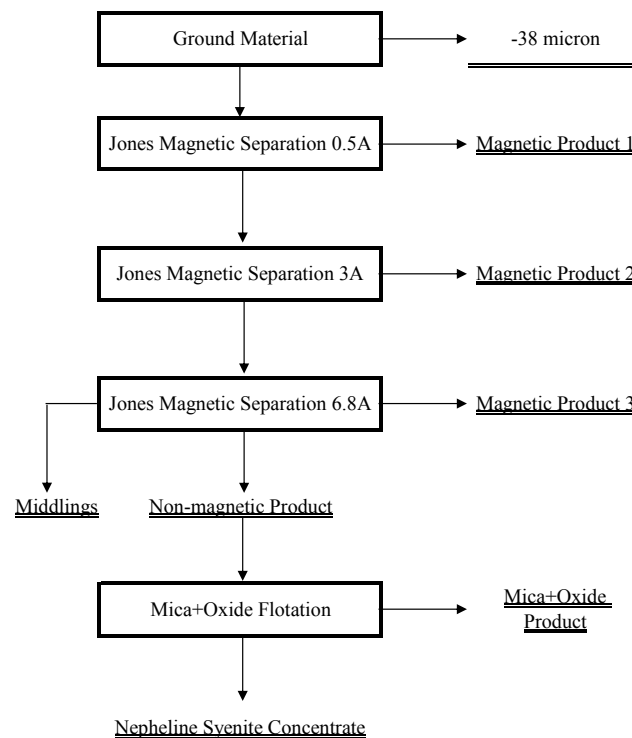 Ground Material
-38 micron
Jones Magnetic Separation 0.5A
Magnetic Product 1
Jones Magnetic Separation 3A
Magnetic Product 2
Jones Magnetic Separation 6.8A
Magnetic Product 3
Middlings
Non-magnetic Product
Mica+Oxide Flotation
Mica+Oxide
Product
Nepheline Syenite Concentrate